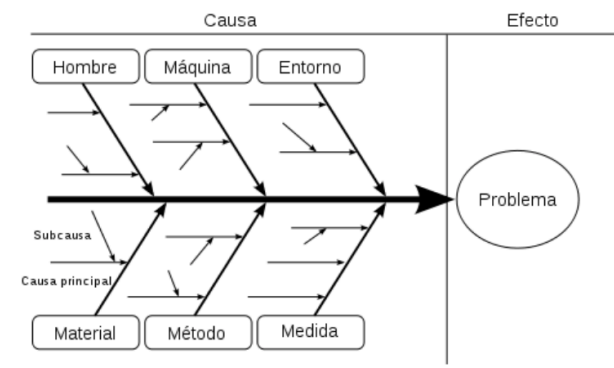 Causa
Efecto
Hombre
Máquina
Entorno
Problema
Subcausa
Causa principal
Material
Método
Medida